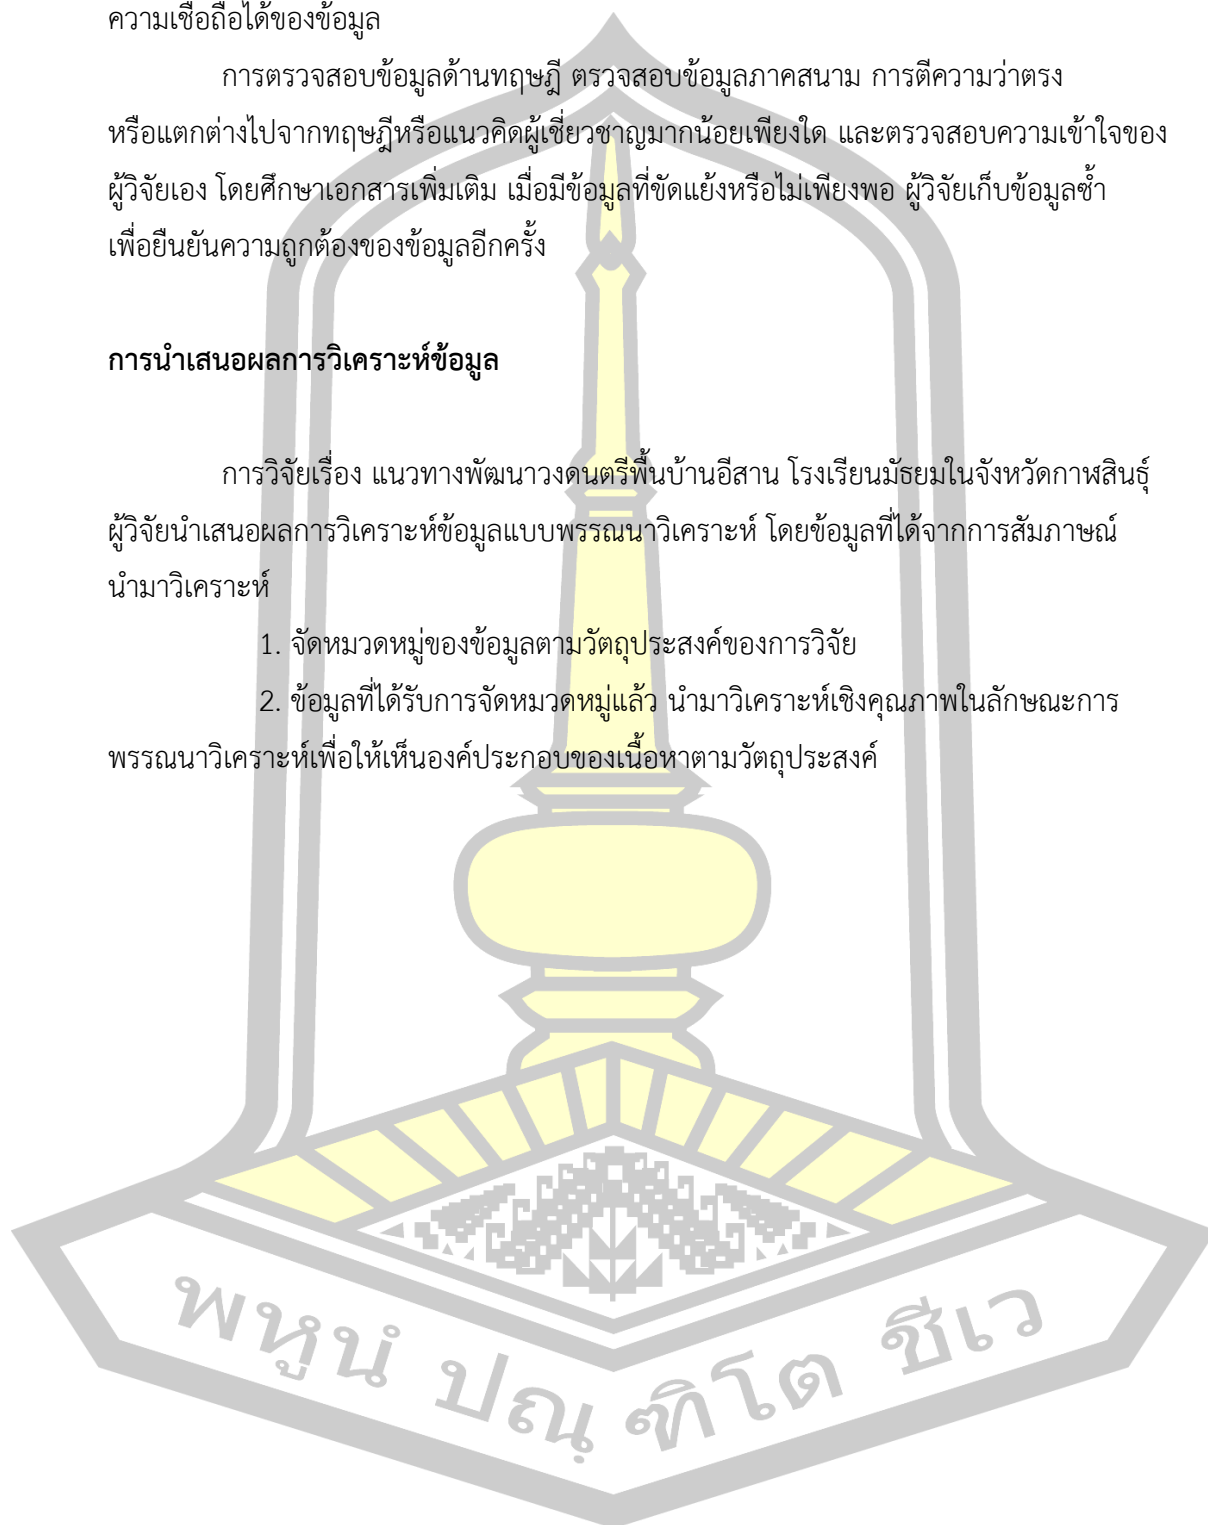 ความเชื่อถือได้ของข้อมูล
การตรวจสอบข้อมูลด้านทฤษฎี ตรวจสอบข้อมูลภาคสนาม การตีความว่าตรง
หรือแตกต่างไปจากทฤษฎีหรือแนวคิดผู้เชี่ยวชาญมากน้อยเพียงใด และตรวจสอบความเข้าใจของ
ผู้วิจัยเอง โดยศึกษาเอกสารเพิ่มเติม เมื่อมีข้อมูลที่ขัดแย้งหรือไม่เพียงพอ ผู้วิจัยเก็บข้อมูลซ้ำ
เพื่อยืนยันความถูกต้องของข้อมูลอีกครั้ง
การนำเสนอผลการวิเคราะห์ข้อมูล
การวิจัยเรื่อง แนวทางพัฒนาวงดนตรีพื้นบ้านอีสาน โรงเรียนมัธยมในจังหวัดกาฬสินธุ์
ผู้วิจัยนำเสนอผลการวิเคราะห์ข้อมูลแบบพรรณนาวิเคราะห์ โดยข้อมูลที่ได้จากการสัมภาษณ์
นำมาวิเคราะห์
1. จัดหมวดหมู่ของข้อมูลตามวัตถุประสงค์ของการวิจัย
2. ข้อมูลที่ได้รับการจัดหมวดหมู่แล้ว นำมาวิเคราะห์เชิงคุณภาพในลักษณะการ
พรรณนาวิเคราะห์เพื่อให้เห็นองค์ประกอบของเนื้อหาตามวัตถุประสงค์
พหูนํ ปณฺ ฑิโต ชีเว